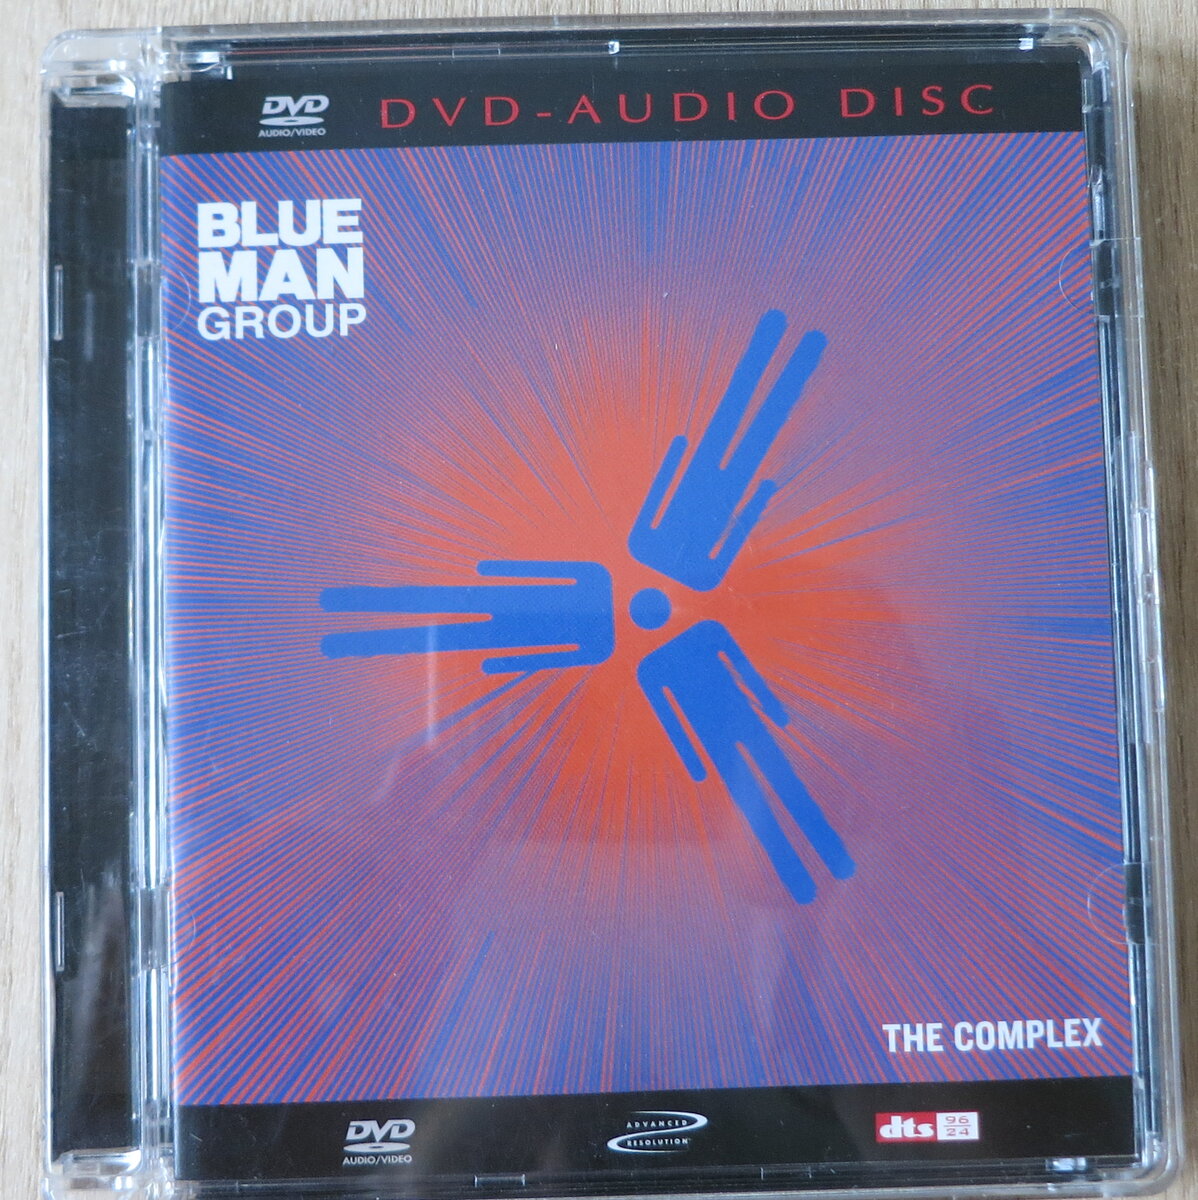 DVD
AUDIO/VIDEO
DVD-AUDIO DISC
BLUE
MAN
GROUP
THE COMPLEX
DVD
AUDIO/VIDEO
ADVANCED
RESOLUTION
dts 96
24